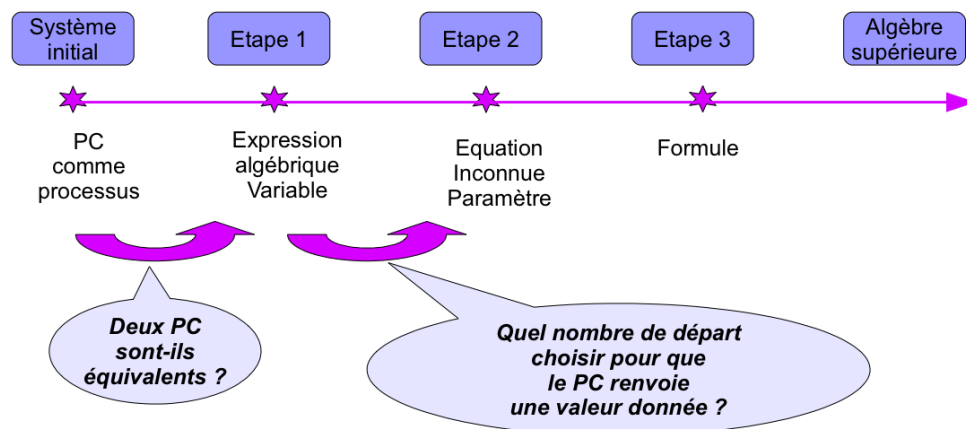 Système
initial
Etape 1
Etape 2
Etape 3
Algèbre
supérieure
PC
comme
processus
Expression
algébrique
Variable
Equation
Inconnue
Paramètre
Formule
Deux PC
sont-ils
équivalents ?
Quel nombre de départ
choisir pour que
le PC renvoie
une valeur donnée ?